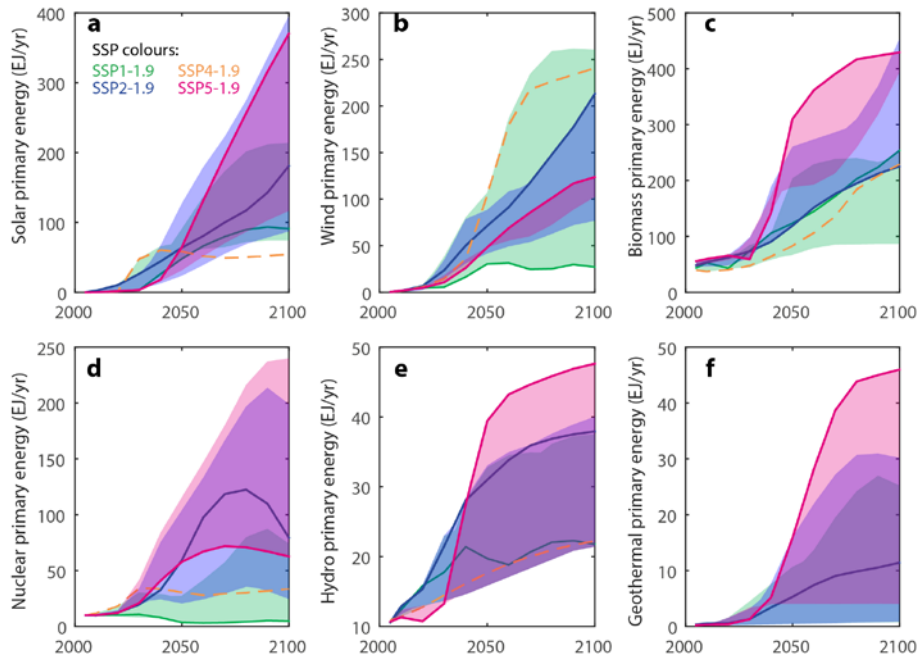 a
SSP colours:
SSP1-1.9 SSP4-1.9
SSP2-1.9 SSP5-1.9
Solar primary energy (EJ/yr)
400
300
200
100
0
2000 2050 2100
b
Wind primary energy (EJ/yr)
300
250
200
150
100
50
0
2000 2050 2100
c
Biomass primary energy (EJ/yr)
500
400
300
200
100
0
2000 2050 2100
d
Nuclear primary energy (EJ/yr)
250
200
150
100
50
0
2000 2050 2100
e
Hydro primary energy (EJ/yr)
50
40
30
20
10
2000 2050 2100
f
Geothermal primary energy (EJ/yr)
50
40
30
20
10
0
2000 2050 2100